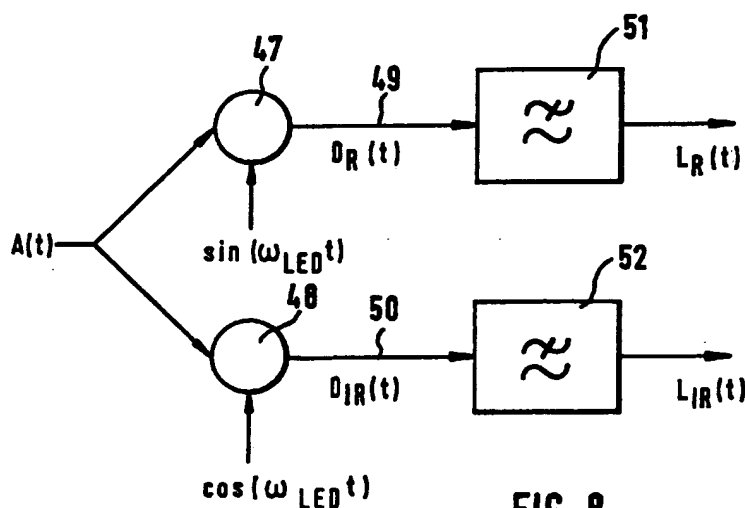 47
49
51
D_R(t)
L_R(t)
A(t)
sin(ω_LED t)
48
50
52
D_IR(t)
L_IR(t)
cos(ω_LED t)